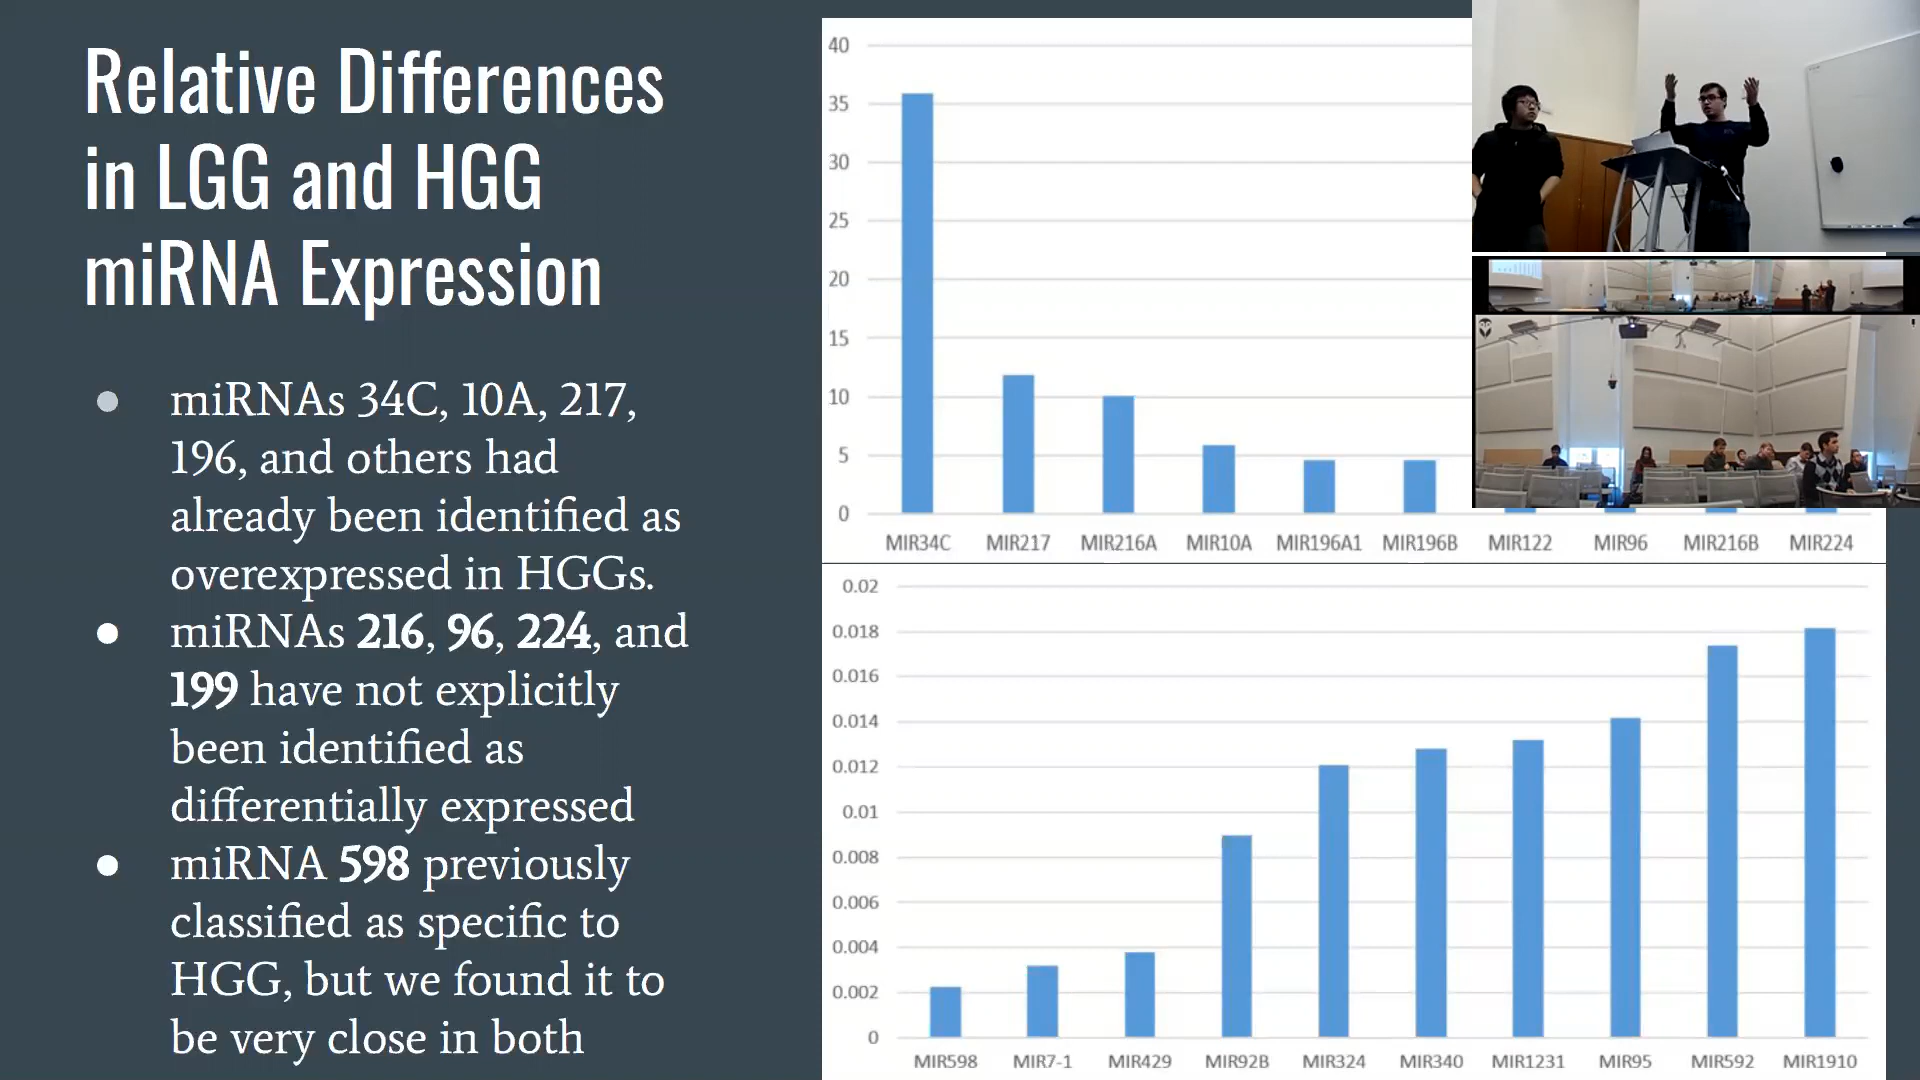 Relative Differences
in LGG and HGG
miRNA Expression
miRNAs 34C, 10A, 217,
196, and others had
already been identified as
overexpressed in HGGs.
miRNAs 216, 96, 224, and
199 have not explicitly
been identified as
differentially expressed
miRNA 598 previously
classified as specific to
HGG, but we found it to
be very close in both
40
35
30
25
20
15
10
5
0
MIR34C MIR217 MIR216A MIR10A MIR196A1 MIR196B MIR122 MIR96 MIR216B MIR224
0.02
0.018
0.016
0.014
0.012
0.01
0.008
0.006
0.004
0.002
0
MIR598 MIR7-1 MIR429 MIR92B MIR324 MIR340 MIR1231 MIR95 MIR592 MIR1910